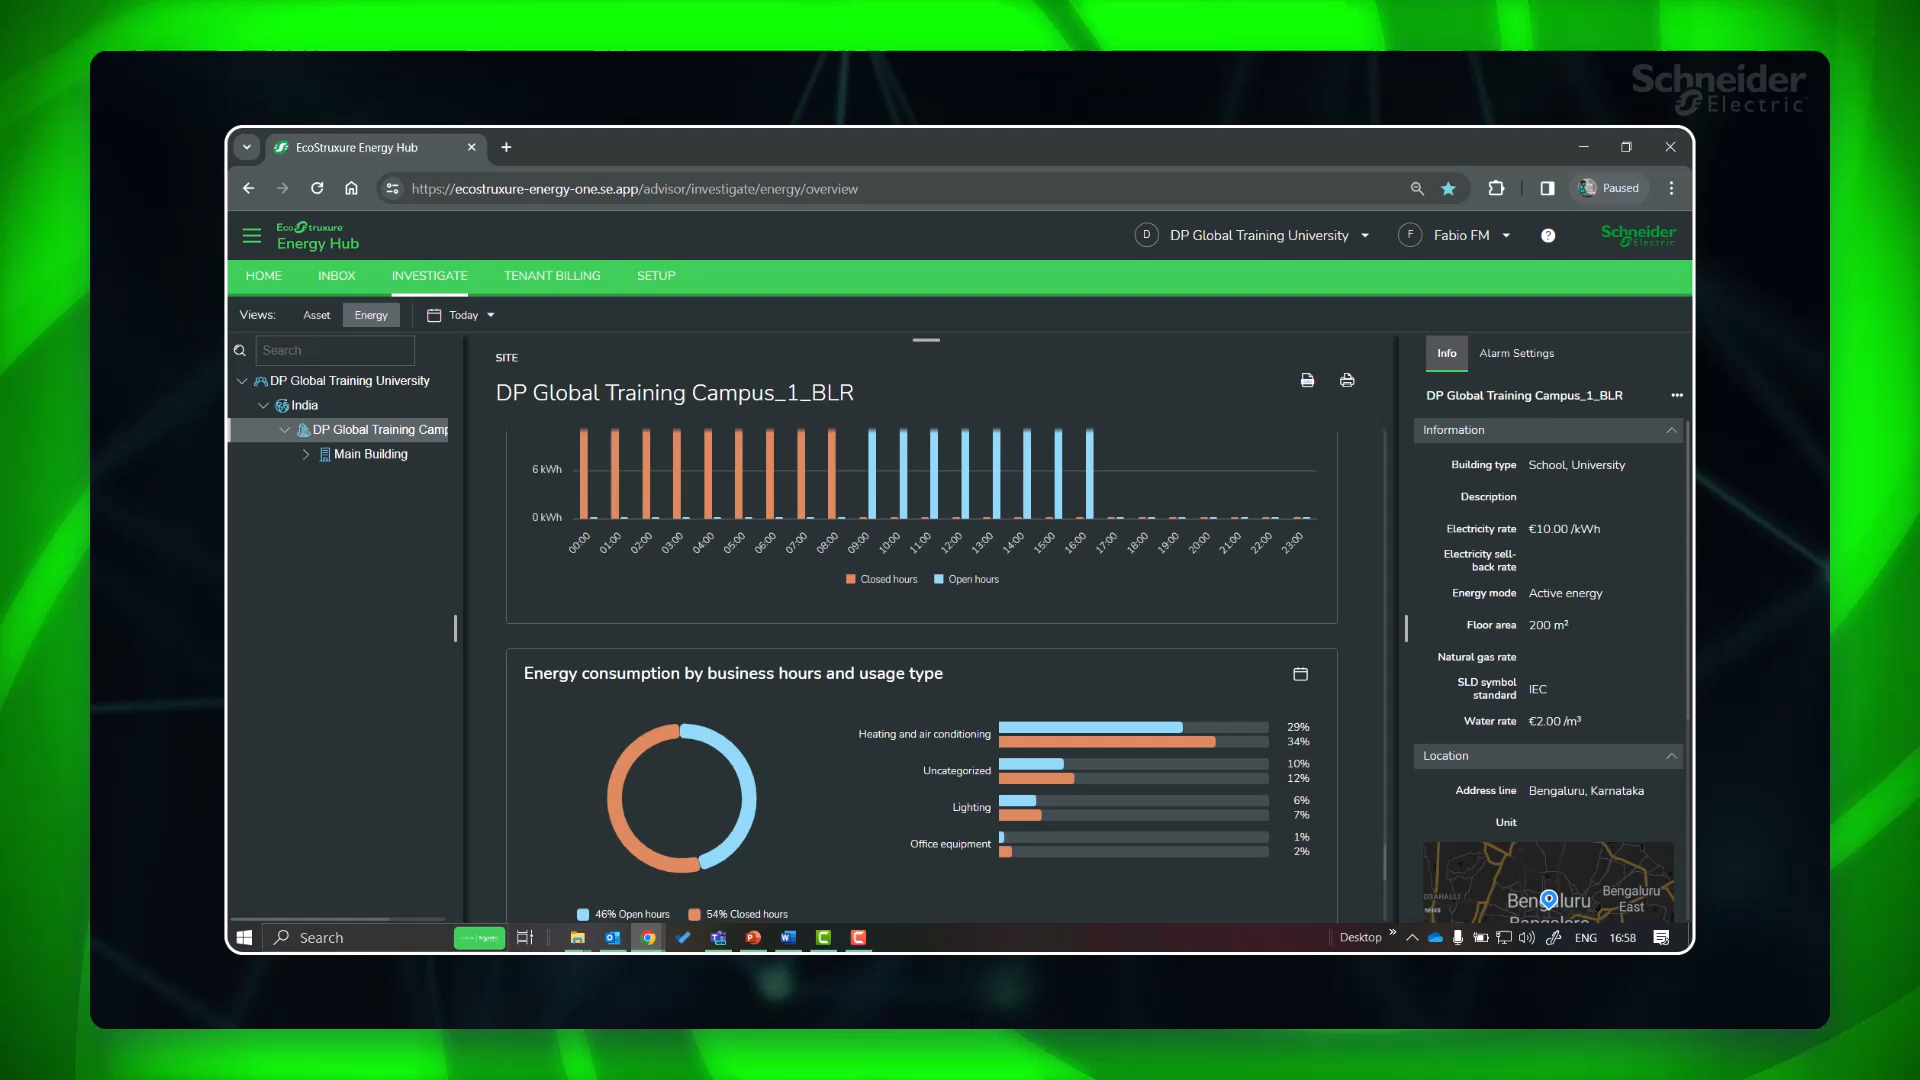 Schneider
Electric
EcoStruxure Energy Hub
https://ecostruxure-energy-one.se.app/advisor/investigate/energy/overview
Paused
EcoStruxure
Energy Hub
D DP Global Training University
F Fabio FM
?
Schneider
Electric
HOME INBOX INVESTIGATE TENANT BILLING SETUP
Views: Asset Energy Today
Search
DP Global Training University
India
DP Global Training Camp
Main Building
SITE
DP Global Training Campus_1_BLR
6 kWh
0 kWh
00:00 01:00 02:00 03:00 04:00 05:00 06:00 07:00 08:00 09:00 10:00 11:00 12:00 13:00 14:00 15:00 16:00 17:00 18:00 19:00 20:00 21:00 22:00 23:00
Closed hours Open hours
Energy consumption by business hours and usage type
Heating and air conditioning 29%
34%
Uncategorized 10%
12%
Lighting 6%
7%
Office equipment 1%
2%
46% Open hours 54% Closed hours
Info Alarm Settings
DP Global Training Campus_1_BLR
Information
Building type School, University
Description
Electricity rate €10.00 /kWh
Electricity sell-
back rate
Energy mode Active energy
Floor area 200 m²
Natural gas rate
SLD symbol
standard IEC
Water rate €2.00 /m³
Location
Address line Bengaluru, Karnataka
Unit
Bengaluru
Bengaluru
East
NH48
Search
Desktop
ENG 16:58